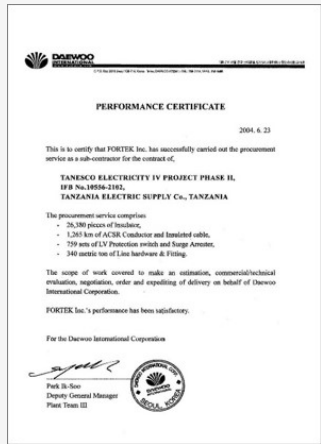 DAEWOO
INTERNATIONAL
PERFORMANCE CERTIFICATE
2004. 6. 23
This is to certify that FORTEK Inc. has successfully carried out the procurement
service as a sub-contractor for the contract of,
TANESCO ELECTRICITY IV PROJECT PHASE II,
IFB No.10556-2102,
TANZANIA ELECTRIC SUPPLY Co., TANZANIA
The procurement service comprises
- 26,380 pieces of Insulator,
- 1,265 km of ACSR Conductor and Insulated cable,
- 759 sets of LV Protection switch and Surge Arrester,
- 340 metric ton of Line hardware & Fitting.
The scope of work covered to make an estimation, commercial/technical
evaluation, negotiation, order and expediting of delivery on behalf of Daewoo
International Corporation.
FORTEK Inc.'s performance has been satisfactory.
For the Daewoo International Corporation
Park Ik-Soo
Deputy General Manager
Plant Team III
DAEWOO INTERNATIONAL CORP.
SEOUL, KOREA